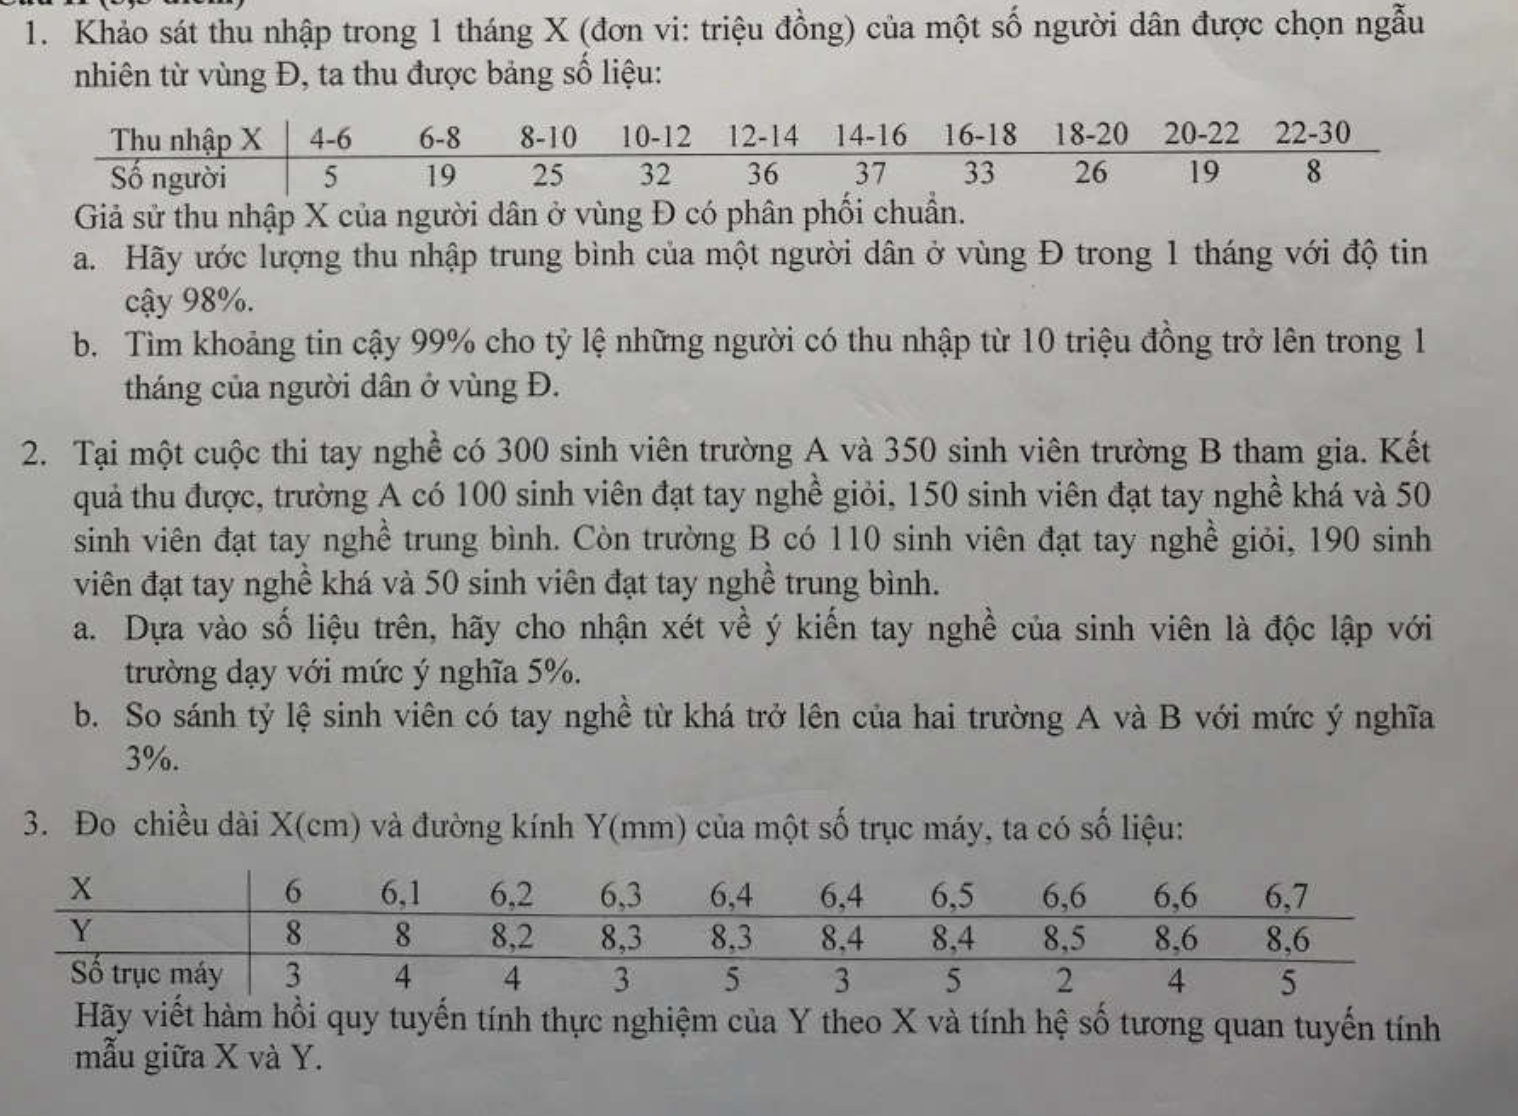 1. Khảo sát thu nhập trong 1 tháng X (đơn vi: triệu đồng) của một số người dân được chọn ngẫu
nhiên từ vùng Đ, ta thu được bảng số liệu:
Thu nhập X 4-6 6-8 8-10 10-12 12-14 14-16 16-18 18-20 20-22 22-30
Số người 5 19 25 32 36 37 33 26 19 8
Giả sử thu nhập X của người dân ở vùng Đ có phân phối chuẩn.
a. Hãy ước lượng thu nhập trung bình của một người dân ở vùng Đ trong 1 tháng với độ tin
cậy 98%.
b. Tìm khoảng tin cậy 99% cho tỷ lệ những người có thu nhập từ 10 triệu đồng trở lên trong 1
tháng của người dân ở vùng Đ.
2. Tại một cuộc thi tay nghề có 300 sinh viên trường A và 350 sinh viên trường B tham gia. Kết
quả thu được, trường A có 100 sinh viên đạt tay nghề giỏi, 150 sinh viên đạt tay nghề khá và 50
sinh viên đạt tay nghề trung bình. Còn trường B có 110 sinh viên đạt tay nghề giỏi, 190 sinh
viên đạt tay nghề khá và 50 sinh viên đạt tay nghề trung bình.
a. Dựa vào số liệu trên, hãy cho nhận xét về ý kiến tay nghề của sinh viên là độc lập với
trường dạy với mức ý nghĩa 5%.
b. So sánh tỷ lệ sinh viên có tay nghề từ khá trở lên của hai trường A và B với mức ý nghĩa
3%.
3. Đo chiều dài X(cm) và đường kính Y(mm) của một số trục máy, ta có số liệu:
X 6 6,1 6,2 6,3 6,4 6,4 6,5 6,6 6,6 6,7
Y 8 8 8,2 8,3 8,3 8,4 8,4 8,5 8,6 8,6
Số trục máy 3 4 4 3 5 3 5 2 4 5
Hãy viết hàm hồi quy tuyến tính thực nghiệm của Y theo X và tính hệ số tương quan tuyến tính
mẫu giữa X và Y.